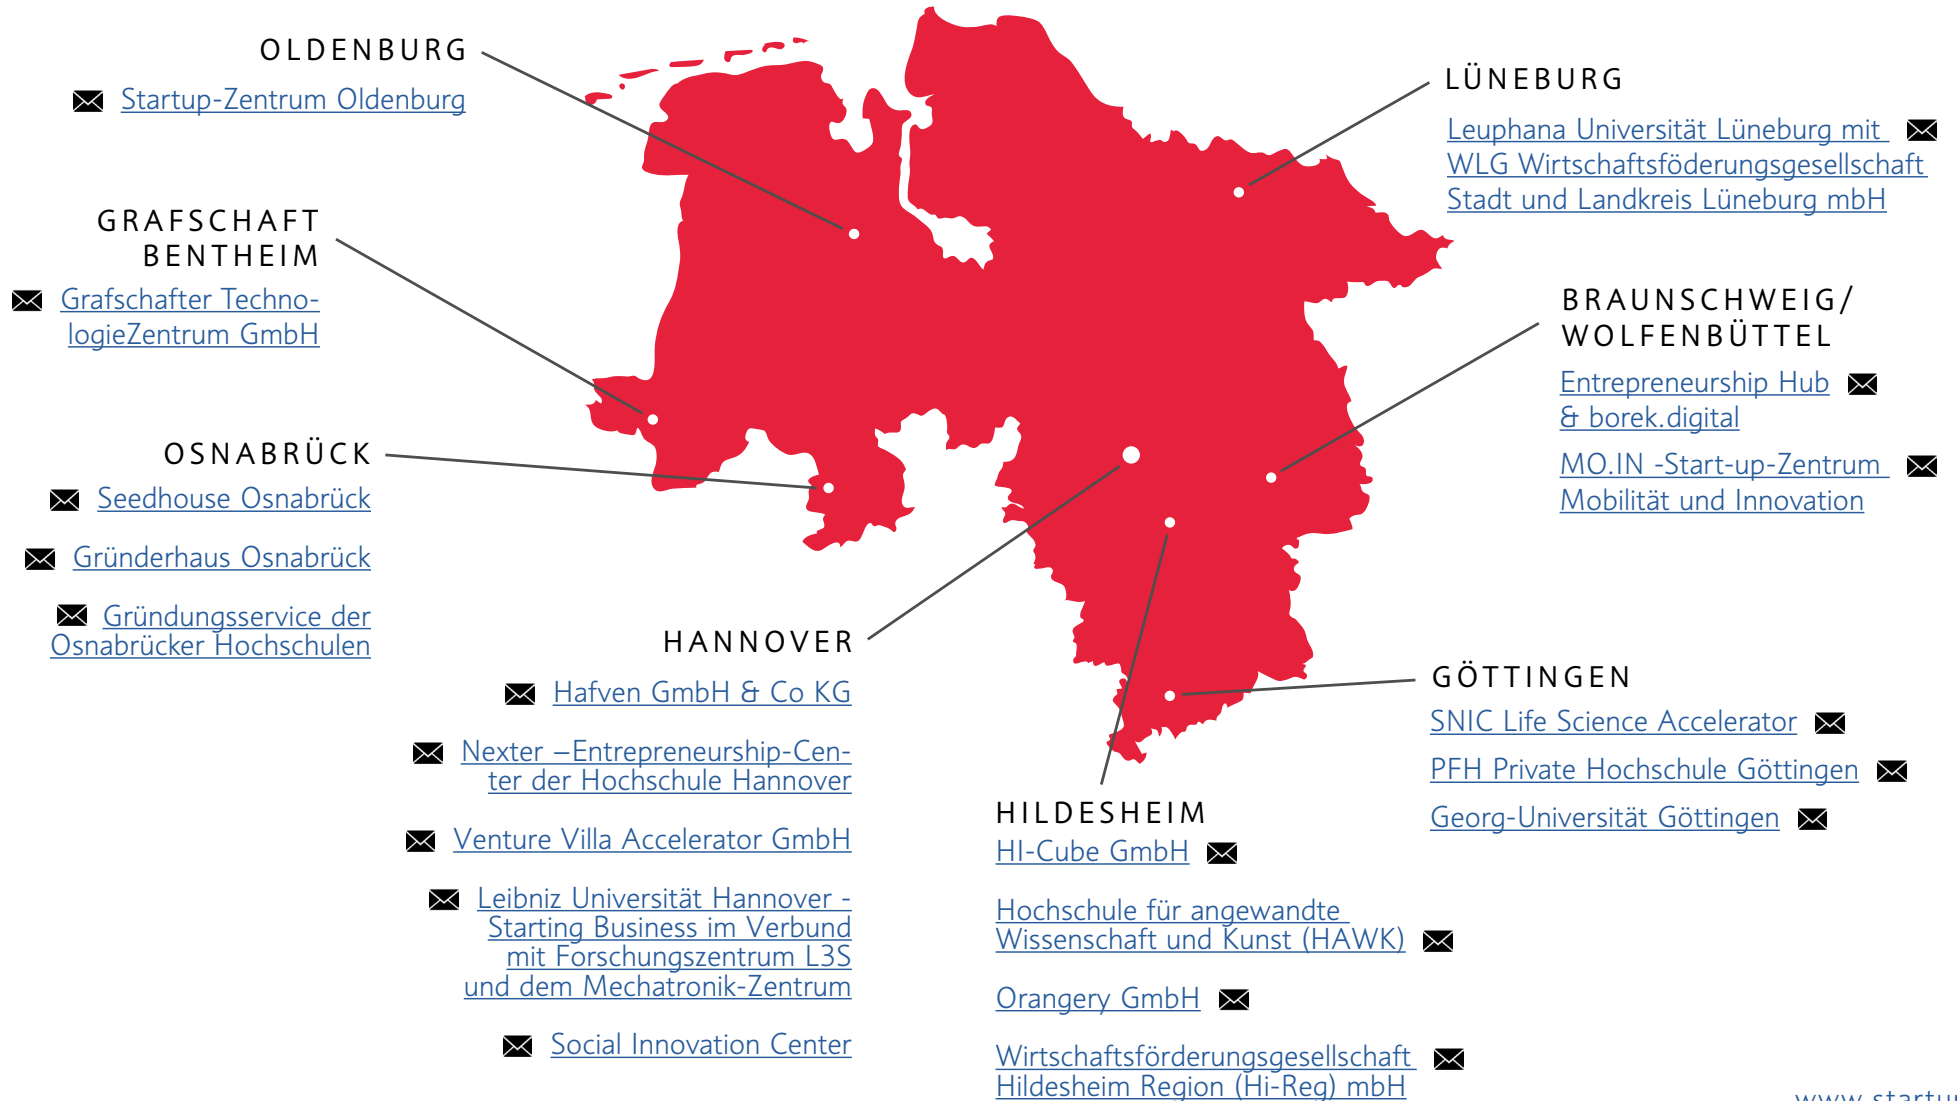 OLDENBURG
Startup-Zentrum Oldenburg
GRAFSCHAFT
BENTHEIM
Grafschafter Techno-
logieZentrum GmbH
OSNABRÜCK
Seedhouse Osnabrück
Gründerhaus Osnabrück
Gründungsservice der
Osnabrücker Hochschulen
HANNOVER
Hafven GmbH & Co KG
Nexter –Entrepreneurship-Cen-
ter der Hochschule Hannover
Venture Villa Accelerator GmbH
Leibniz Universität Hannover -
Starting Business im Verbund
mit Forschungszentrum L3S
und dem Mechatronik-Zentrum
Social Innovation Center
HILDESHEIM
HI-Cube GmbH
Hochschule für angewandte
Wissenschaft und Kunst (HAWK)
Orangery GmbH
Wirtschaftsförderungsgesellschaft
Hildesheim Region (Hi-Reg) mbH
LÜNEBURG
Leuphana Universität Lüneburg mit
WLG Wirtschaftsföderungsgesellschaft
Stadt und Landkreis Lüneburg mbH
BRAUNSCHWEIG/
WOLFENBÜTTEL
Entrepreneurship Hub
& borek.digital
MO.IN -Start-up-Zentrum
Mobilität und Innovation
GÖTTINGEN
SNIC Life Science Accelerator
PFH Private Hochschule Göttingen
Georg-Universität Göttingen